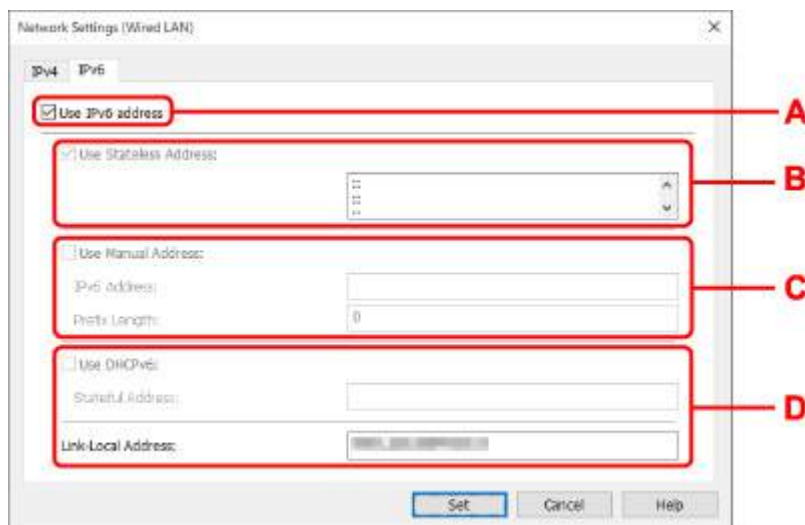 Network Settings (Wired LAN)
IPv4 IPv6
Use IPv6 address
A
Use Stateless Address:
::
::
::
B
Use Manual Address:
IPv6 Address:
Prefix Length: 0
C
Use DHCPv6:
Stateful Address:
D
Link-Local Address:
Set Cancel Help